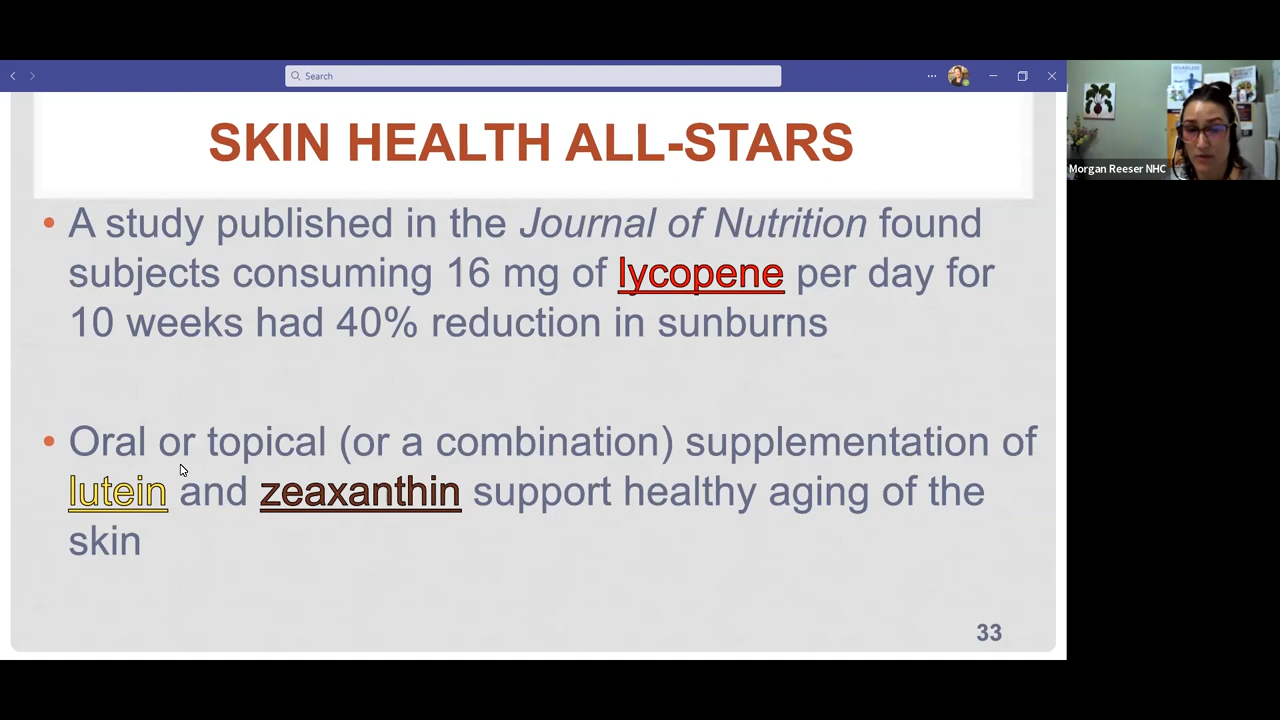 Search
SKIN HEALTH ALL-STARS
• A study published in the Journal of Nutrition found
subjects consuming 16 mg of lycopene per day for
10 weeks had 40% reduction in sunburns
• Oral or topical (or a combination) supplementation of
lutein and zeaxanthin support healthy aging of the
skin
33
Morgan Reeser NHC